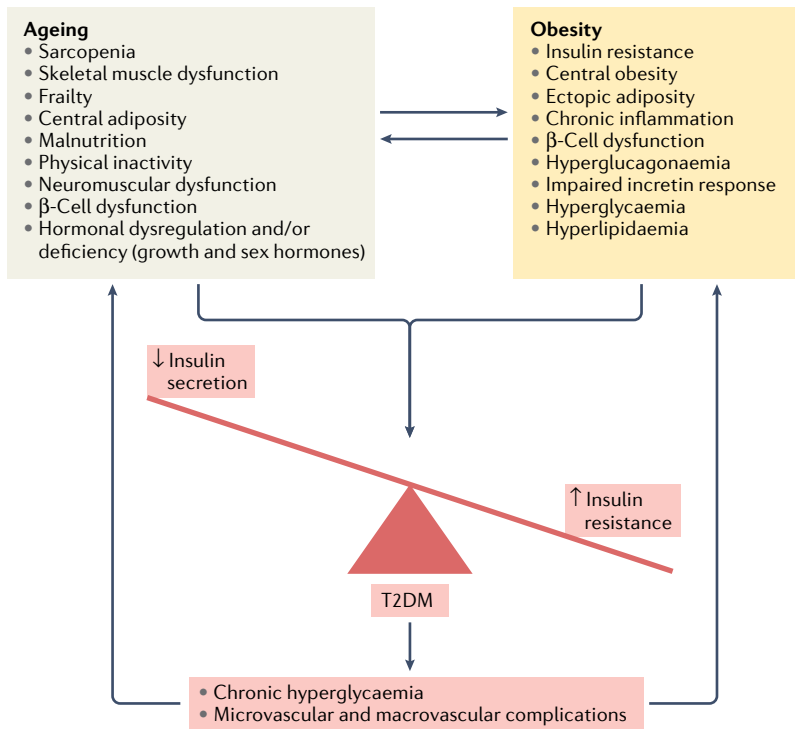 Ageing
• Sarcopenia
• Skeletal muscle dysfunction
• Frailty
• Central adiposity
• Malnutrition
• Physical inactivity
• Neuromuscular dysfunction
• β-Cell dysfunction
• Hormonal dysregulation and/or
deficiency (growth and sex hormones)
Obesity
• Insulin resistance
• Central obesity
• Ectopic adiposity
• Chronic inflammation
• β-Cell dysfunction
• Hyperglucagonaemia
• Impaired incretin response
• Hyperglycaemia
• Hyperlipidaemia
↓ Insulin
secretion
↑ Insulin
resistance
T2DM
• Chronic hyperglycaemia
• Microvascular and macrovascular complications